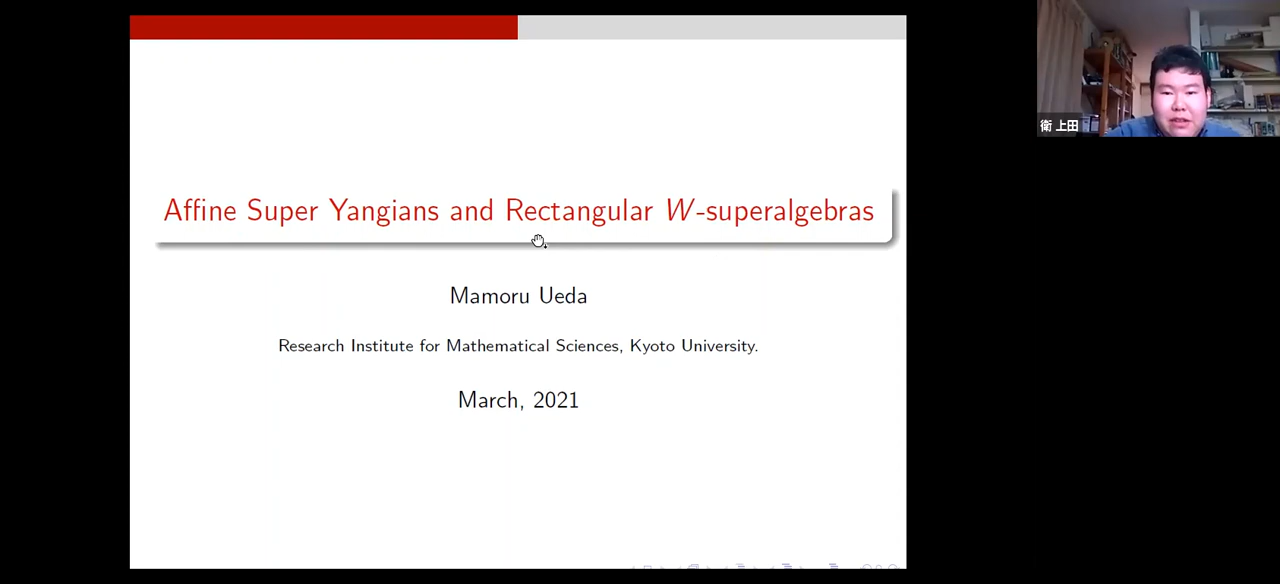 Affine Super Yangians and Rectangular W-superalgebras
Mamoru Ueda
Research Institute for Mathematical Sciences, Kyoto University.
March, 2021
衛 上田